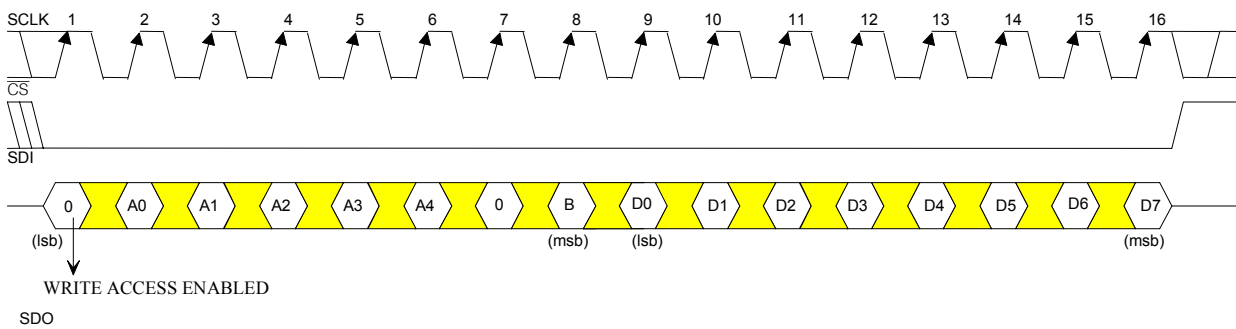 SCLK 1 2 3 4 5 6 7 8 9 10 11 12 13 14 15 16
CS
SDI
0 A0 A1 A2 A3 A4 0 B D0 D1 D2 D3 D4 D5 D6 D7
(lsb) (msb) (lsb) (msb)
WRITE ACCESS ENABLED
SDO